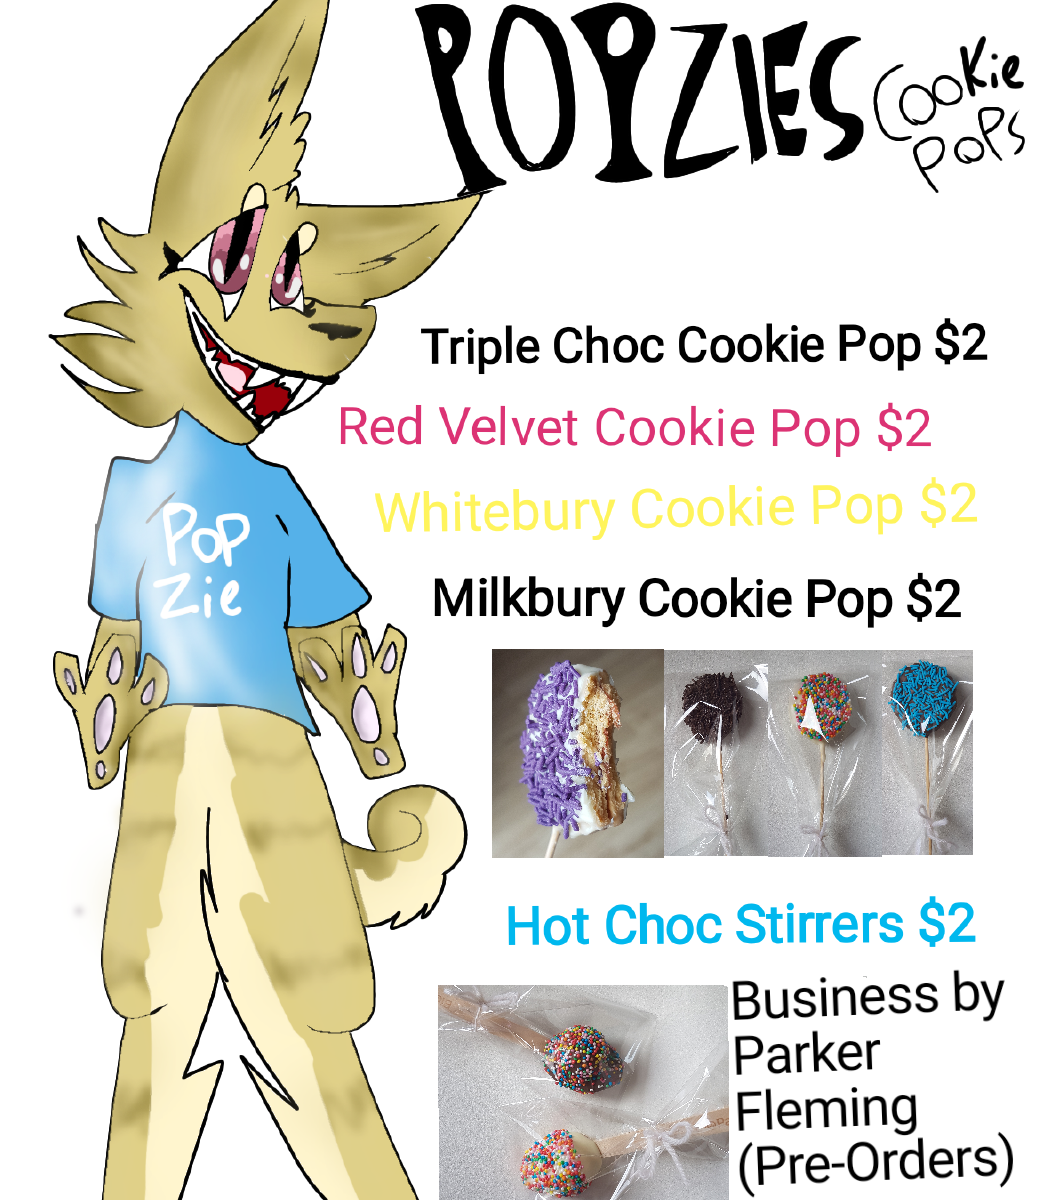 POPZIES Cookie
Pops
Triple Choc Cookie Pop $2
Red Velvet Cookie Pop $2
Whitebury Cookie Pop $2
Pop
Zie
Milkbury Cookie Pop $2
Hot Choc Stirrers $2
Business by
Parker
Fleming
(Pre-Orders)